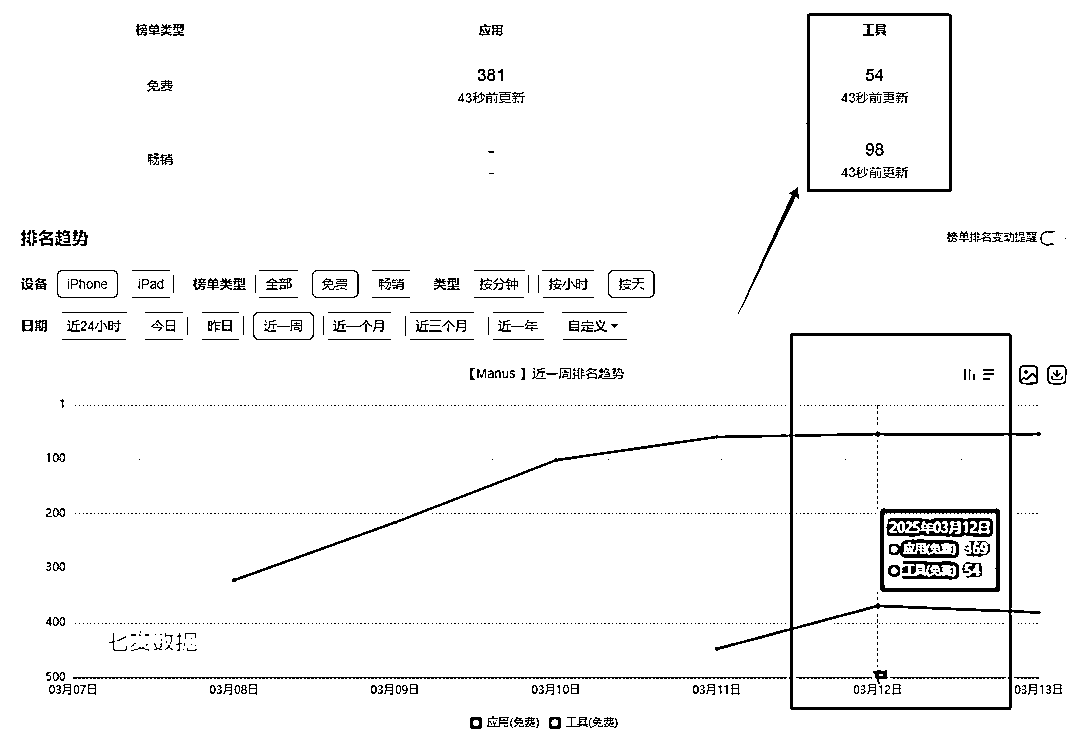 榜单类型 应用 工具
免费 381 54
43秒前更新 43秒前更新
畅销 - 98
- 43秒前更新
排名趋势
榜单排名变动提醒
设备 iPhone iPad 榜单类型 全部 免费 畅销 类型 按分钟 按小时 按天
日期 近24小时 今日 昨日 近一周 近一个月 近三个月 近一年 自定义
【Manus 】近一周排名趋势
1
100
200
300
400
500
2025年03月12日
应用(免费) 369
工具(免费) 54
七麦数据
03月07日 03月08日 03月09日 03月10日 03月11日 03月12日 03月13日
应用(免费) 工具(免费)